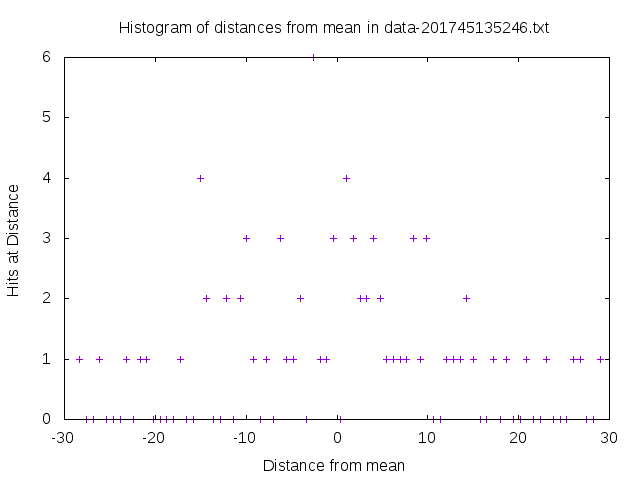 Histogram of distances from mean in data-201745135246.txt
6
5
4
3
2
1
0
Hits at Distance
-30 -20 -10 0 10 20 30
Distance from mean